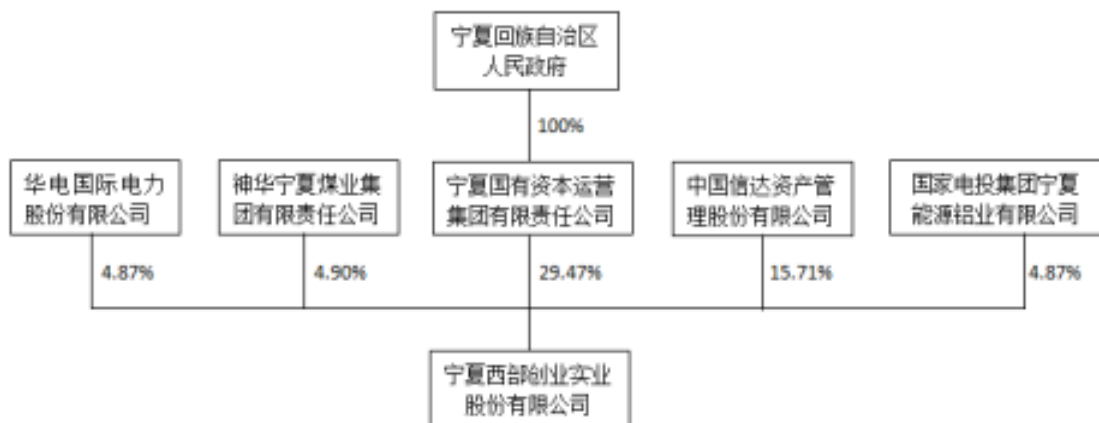 宁夏回族自治区
人民政府
100%
华电国际电力
股份有限公司
神华宁夏煤业集
团有限责任公司
宁夏国有资本运营
集团有限责任公司
中国信达资产管
理股份有限公司
国家电投集团宁夏
能源铝业有限公司
4.87%
4.90%
29.47%
15.71%
4.87%
宁夏西部创业实业
股份有限公司